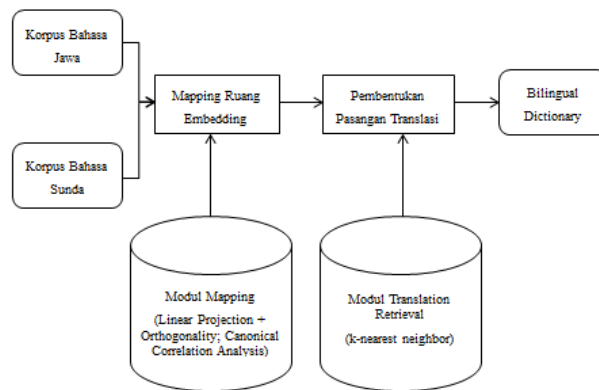 Korpus Bahasa
Jawa
Mapping Ruang
Embedding
Pembentukan
Pasangan Translasi
Bilingual
Dictionary
Korpus Bahasa
Sunda
Modul Mapping
(Linear Projection +
Orthogonality; Canonical
Correlation Analysis)
Modul Translation
Retrieval
(k-nearest neighbor)